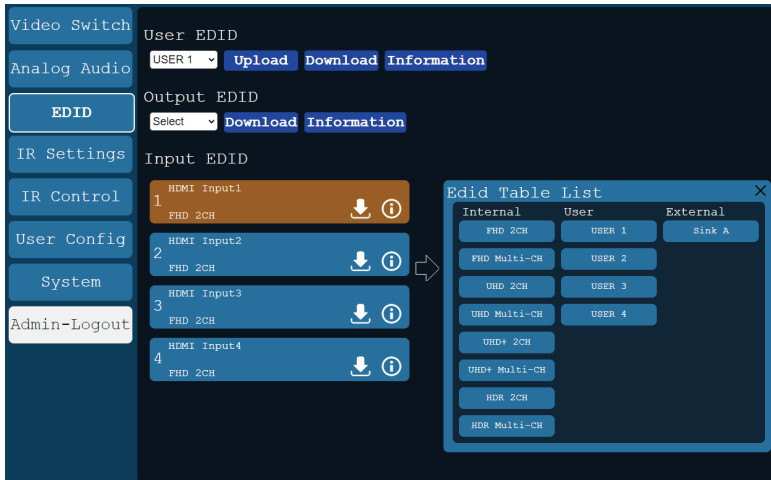 Video Switch
Analog Audio
EDID
IR Settings
IR Control
User Config
System
Admin-Logout
User EDID
USER 1 Upload Download Information
Output EDID
Select Download Information
Input EDID
1 HDMI Input1
FHD 2CH
2 HDMI Input2
FHD 2CH
3 HDMI Input3
FHD 2CH
4 HDMI Input4
FHD 2CH
Edid Table List
Internal User External
FHD 2CH USER 1 Sink A
FHD Multi-CH USER 2
UHD 2CH USER 3
UHD Multi-CH USER 4
UHD+ 2CH
UHD+ Multi-CH
HDR 2CH
HDR Multi-CH